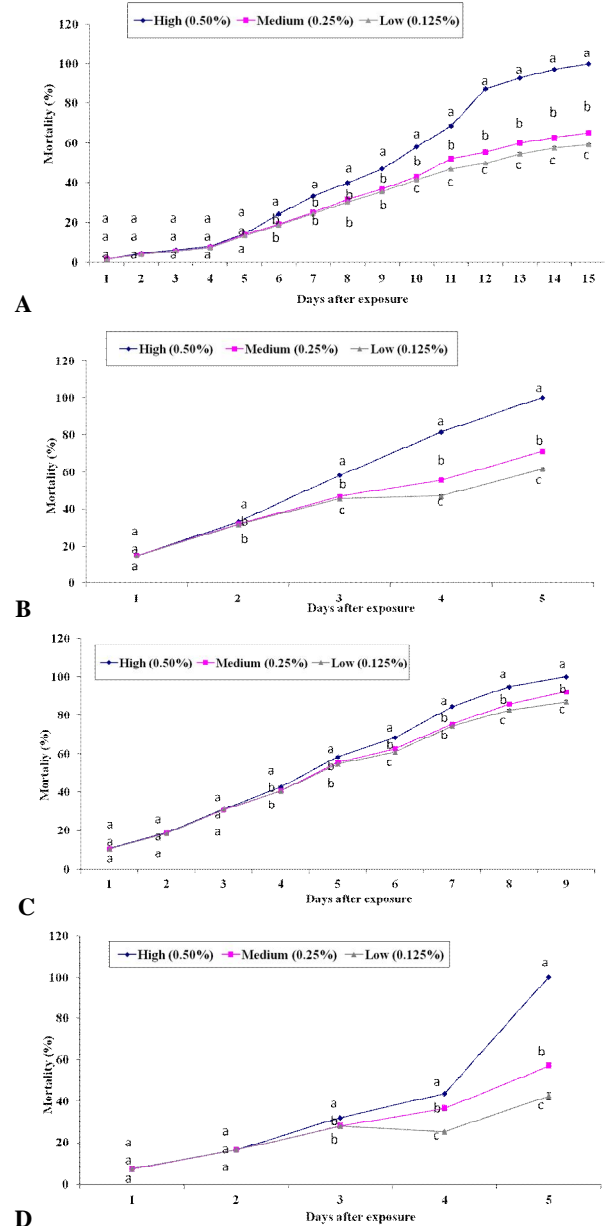 High (0.50%) Medium (0.25%) Low (0.125%)
Mortality (%)
120
100
80
60
40
20
0
a a a a a a a a a a a a a a a
a a a a a b b b b b b b b b b
a a a a a b b b b c c c c c c
1 2 3 4 5 6 7 8 9 10 11 12 13 14 15
Days after exposure
A
High (0.50%) Medium (0.25%) Low (0.125%)
Mortality (%)
120
100
80
60
40
20
0
a a a a a
a b b b b
a b c c c
1 2 3 4 5
Days after exposure
B
High (0.50%) Medium (0.25%) Low (0.125%)
Mortality (%)
120
100
80
60
40
20
0
a a a a a a a a a
a a a b b b b b b
a a a b b c b c c
1 2 3 4 5 6 7 8 9
Days after exposure
C
High (0.50%) Medium (0.25%) Low (0.125%)
Mortality (%)
120
100
80
60
40
20
0
a a a a a
a a b b b
a a b c c
1 2 3 4 5
Days after exposure
D